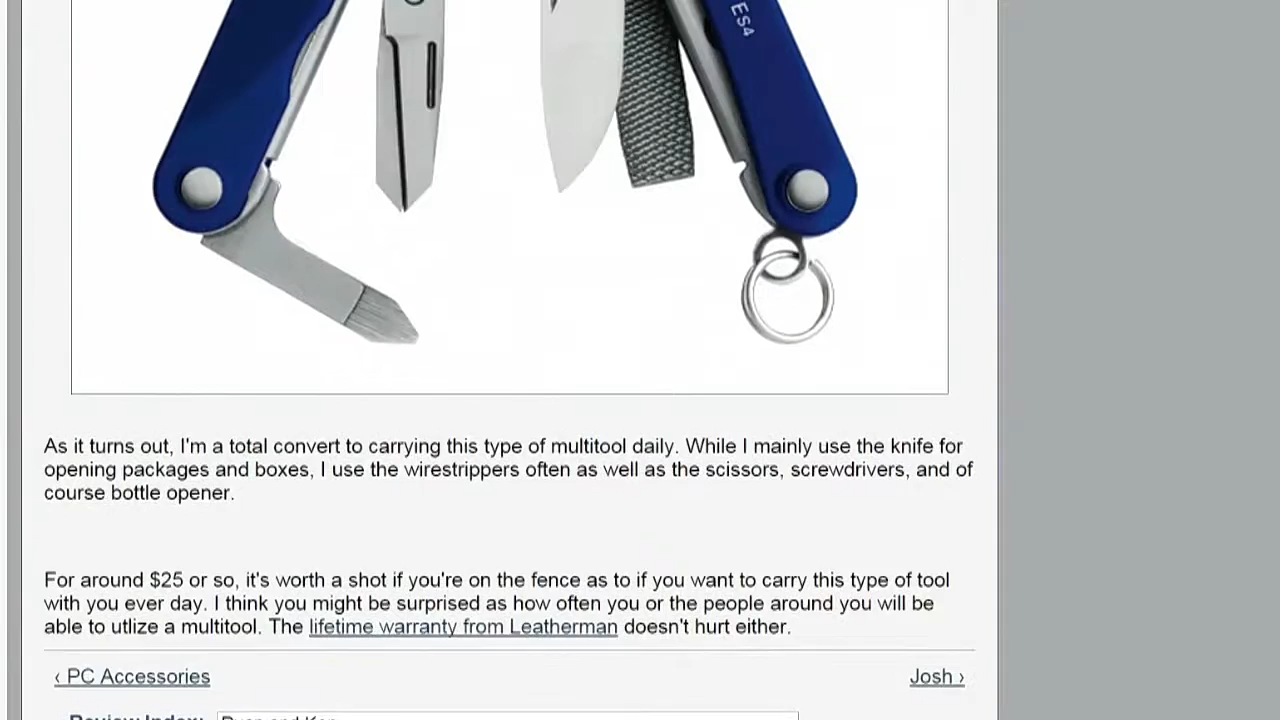 ES4
As it turns out, I'm a total convert to carrying this type of multitool daily. While I mainly use the knife for
opening packages and boxes, I use the wirestrippers often as well as the scissors, screwdrivers, and of
course bottle opener.
For around $25 or so, it's worth a shot if you're on the fence as to if you want to carry this type of tool
with you ever day. I think you might be surprised as how often you or the people around you will be
able to utlize a multitool. The lifetime warranty from Leatherman doesn't hurt either.
‹ PC Accessories
Josh ›
Review Index: Ryan and Ken